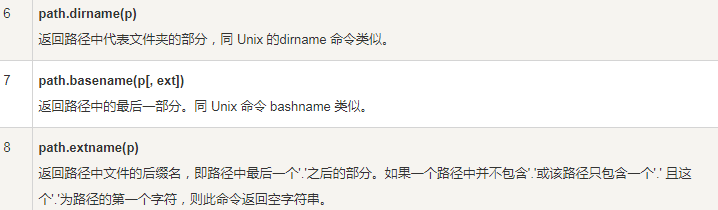 6 path.dirname(p)
返回路径中代表文件夹的部分，同 Unix 的dirname 命令类似。
7 path.basename(p[, ext])
返回路径中的最后一部分。同 Unix 命令 bashname 类似。
8 path.extname(p)
返回路径中文件的后缀名，即路径中最后一个'.'之后的部分。如果一个路径中并不包含'.'或该路径只包含一个'.' 且这
个'.'为路径的第一个字符，则此命令返回空字符串。